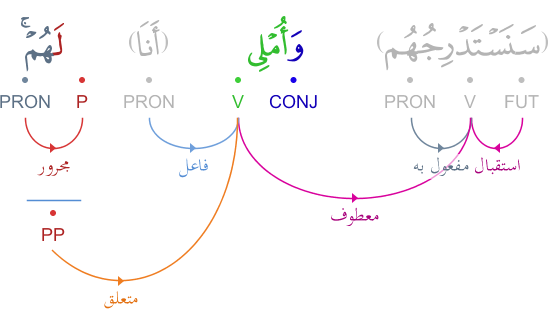 (سَنَسْتَدْرِجُهُم) وَأُمْلِى (أَنَا) لَهُمْ ۚ
FUT V PRON CONJ V PRON P PRON
استقبال مفعول به فاعل مجرور
معطوف
PP
متعلق